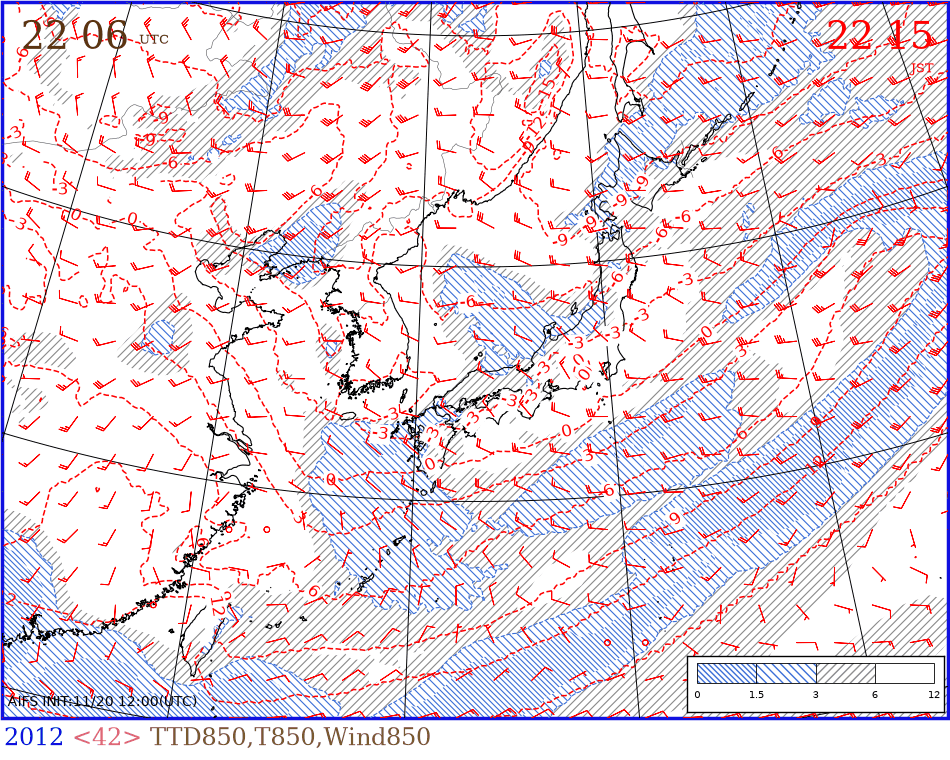 22 06 UTC
22 15
JST
AIFS INIT:11/20 12:00(UTC)
0 1.5 3 6 12
2012 <42> TTD850,T850,Wind850